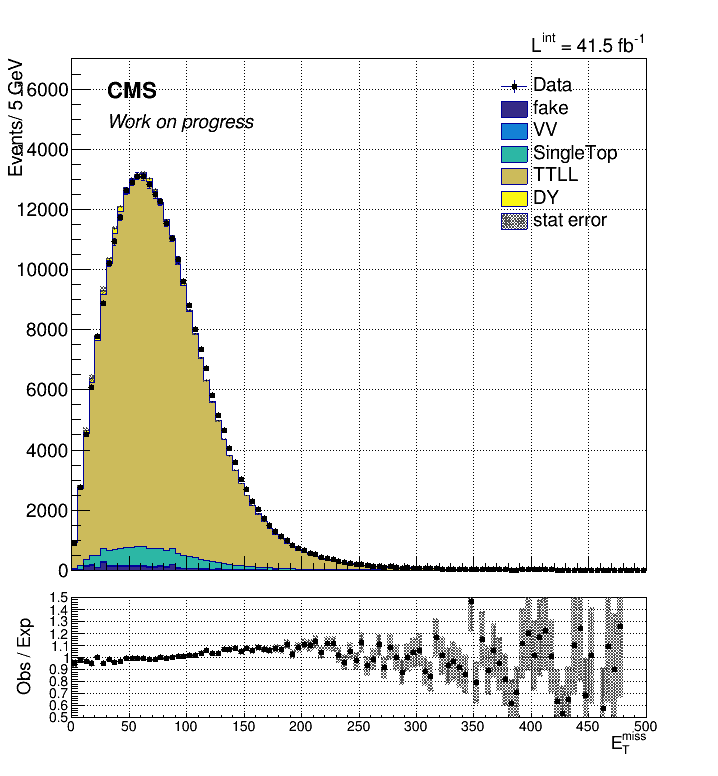 L^int = 41.5 fb^-1
Events/ 5 GeV
16000
14000
12000
10000
8000
6000
4000
2000
0
CMS
Work on progress
Data
fake
VV
SingleTop
TTLL
DY
stat error
Obs / Exp
1.5
1.4
1.3
1.2
1.1
1
0.9
0.8
0.7
0.6
0.5
0 50 100 150 200 250 300 350 400 450 500
E_T^miss